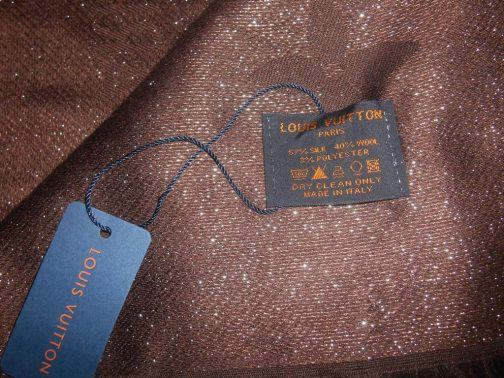 LOUIS VUITTON
PARIS
57% SILK 40% WOOL
3% POLYESTER
DRY CLEAN ONLY
MADE IN ITALY
LOUIS VUITTON